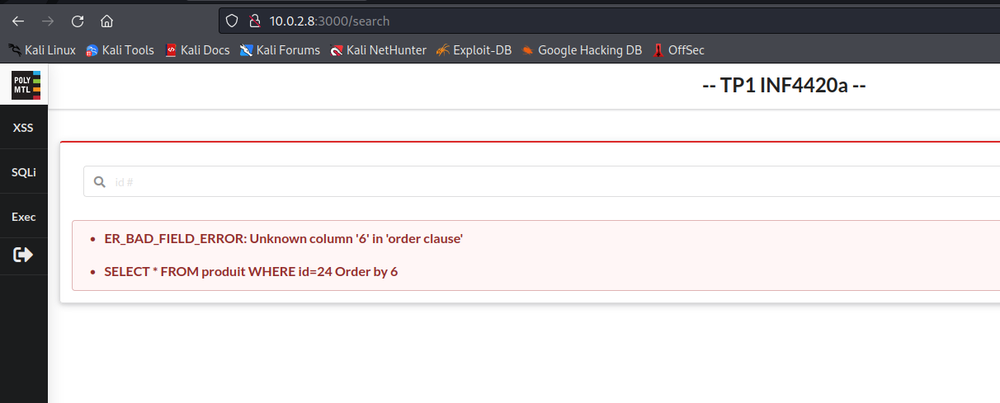 10.0.2.8:3000/search
Kali Linux Kali Tools Kali Docs Kali Forums Kali NetHunter Exploit-DB Google Hacking DB OffSec
POLY
MTL
-- TP1 INF4420a --
XSS
SQLi
Exec
id #
ER_BAD_FIELD_ERROR: Unknown column '6' in 'order clause'
SELECT * FROM produit WHERE id=24 Order by 6